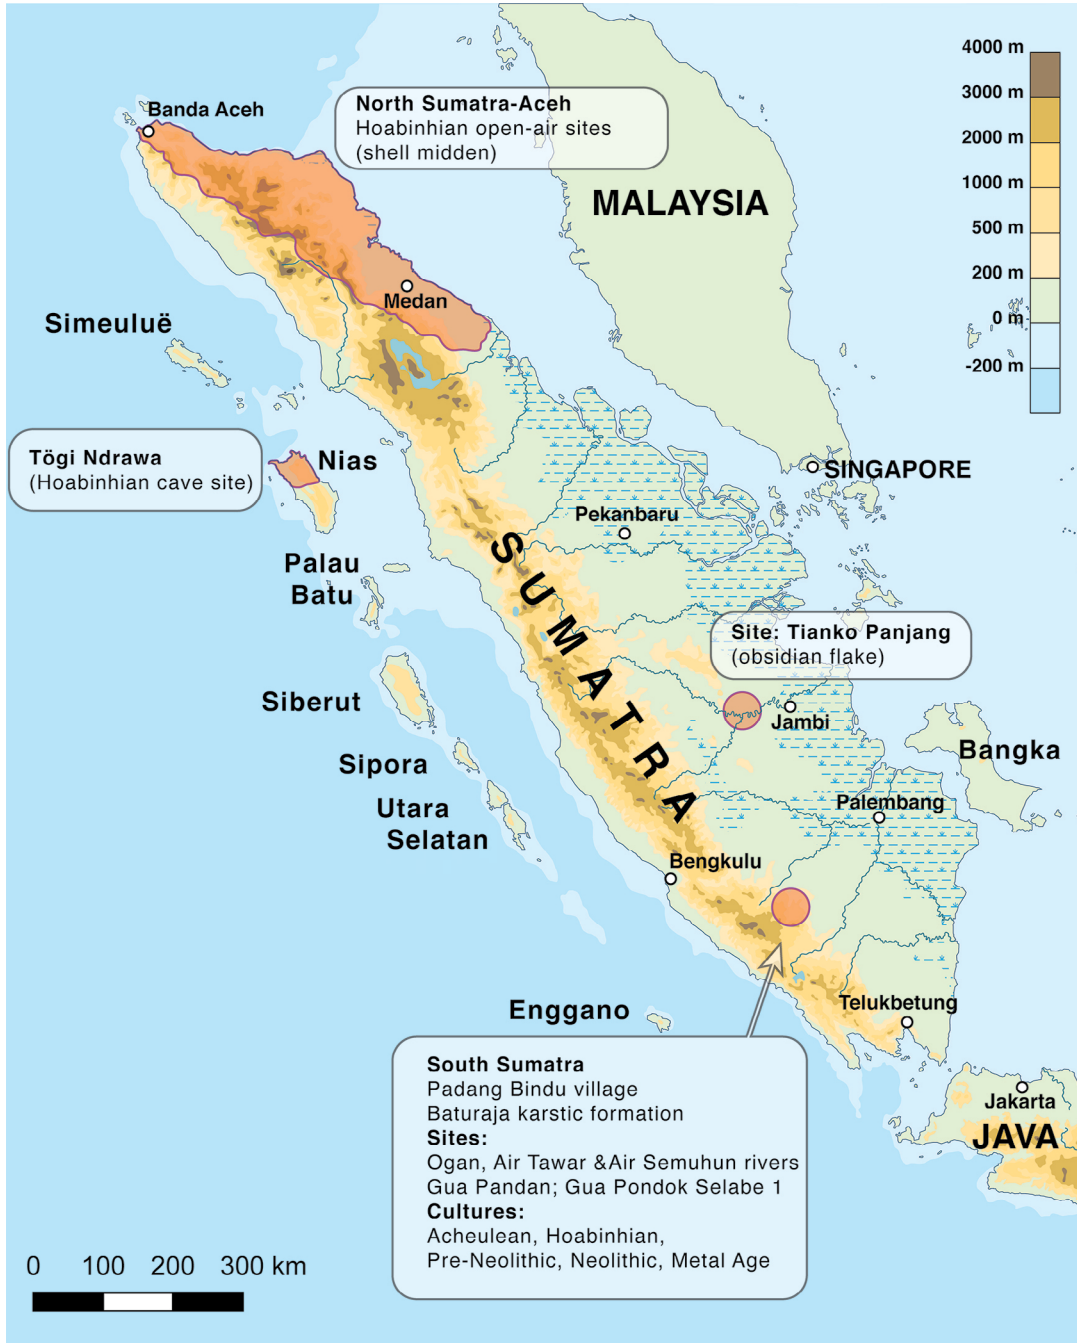 4000 m
3000 m
2000 m
1000 m
500 m
200 m
0 m
-200 m
Banda Aceh
North Sumatra-Aceh
Hoabinhian open-air sites
(shell midden)
MALAYSIA
Medan
Simeuluë
Tögi Ndrawa
(Hoabinhian cave site)
Nias
SINGAPORE
Pekanbaru
SUMATRA
Palau
Batu
Site: Tianko Panjang
(obsidian flake)
Siberut
Jambi
Bangka
Sipora
Utara
Selatan
Palembang
Bengkulu
Enggano
Telukbetung
South Sumatra
Padang Bindu village
Baturaja karstic formation
Sites:
Ogan, Air Tawar &Air Semuhun rivers
Gua Pandan; Gua Pondok Selabe 1
Cultures:
Acheulean, Hoabinhian,
Pre-Neolithic, Neolithic, Metal Age
Jakarta
JAVA
0 100 200 300 km